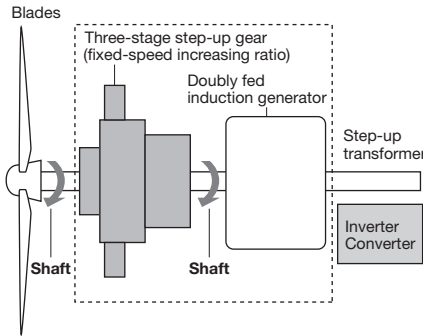 Blades
Three-stage step-up gear
(fixed-speed increasing ratio)
Doubly fed
induction generator
Step-up
transformer
Inverter
Converter
Shaft
Shaft